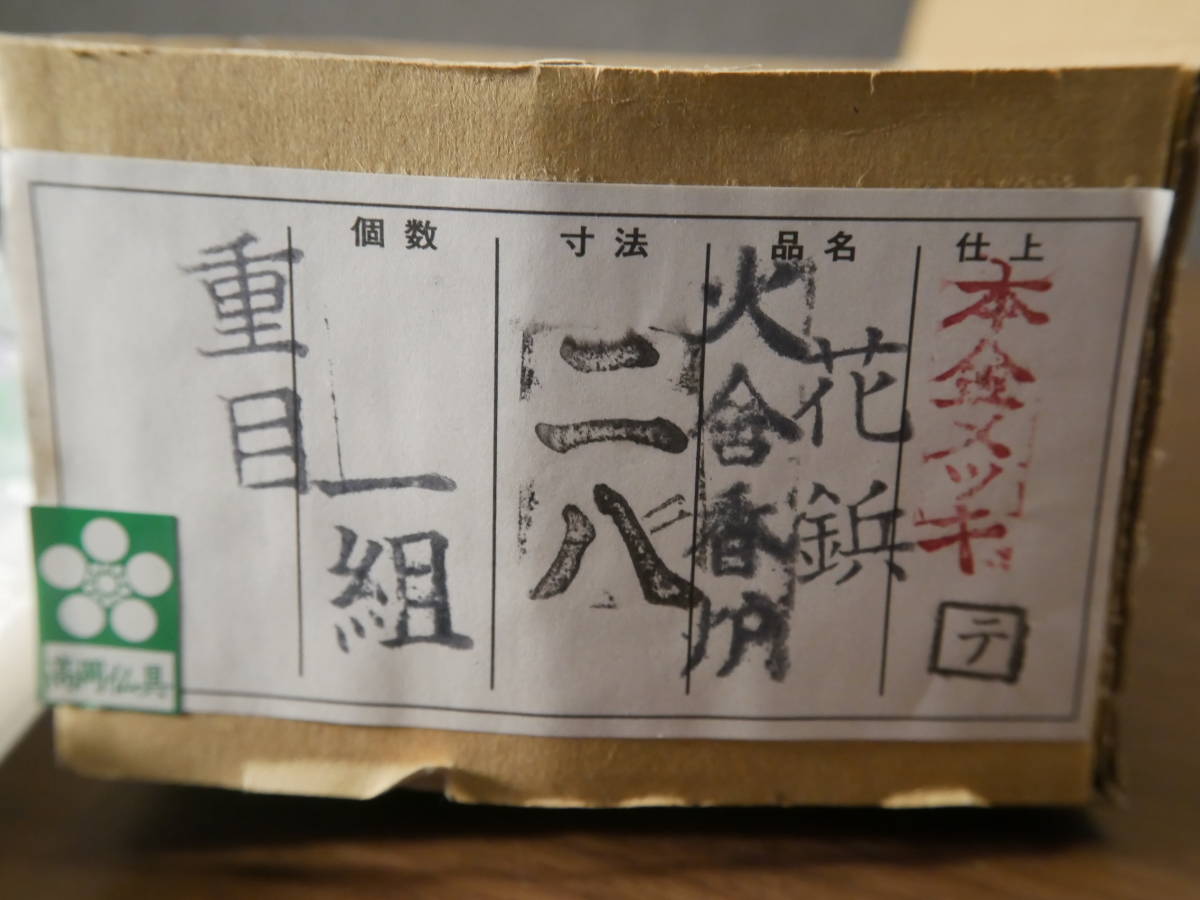 仕上
本金メッキ
テ
品名
花鋲
火舎香炉
寸法
二一八
個数
一組
重目
高岡仏具